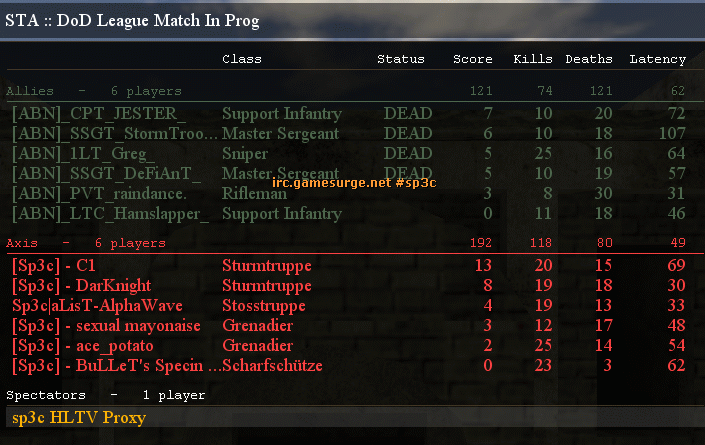 STA :: DoD League Match In Prog
Class Status Score Kills Deaths Latency
Allies - 6 players 121 74 121 62
[ABN]_CPT_JESTER_ Support Infantry DEAD 7 10 20 72
[ABN]_SSGT_StormTroo... Master Sergeant DEAD 6 10 18 107
[ABN]_1LT_Greg_ Sniper DEAD 5 25 16 64
[ABN]_SSGT_DeFiAnT_ Master Sergeant DEAD 5 10 19 57
irc.gamesurge.net #sp3c
[ABN]_PVT_raindance. Rifleman 3 8 30 31
[ABN]_LTC_Hamslapper_ Support Infantry 0 11 18 46
Axis - 6 players 192 118 80 49
[Sp3c] - C1 Sturmtruppe 13 20 15 69
[Sp3c] - DarKnight Sturmtruppe 8 19 18 30
Sp3c|aLisT-AlphaWave Stosstruppe 4 19 13 33
[Sp3c] - sexual mayonaise Grenadier 3 12 17 48
[Sp3c] - ace_potato Grenadier 2 25 14 54
[Sp3c] - BuLLeT's Specin ... Scharfschütze 0 23 3 62
Spectators - 1 player
sp3c HLTV Proxy